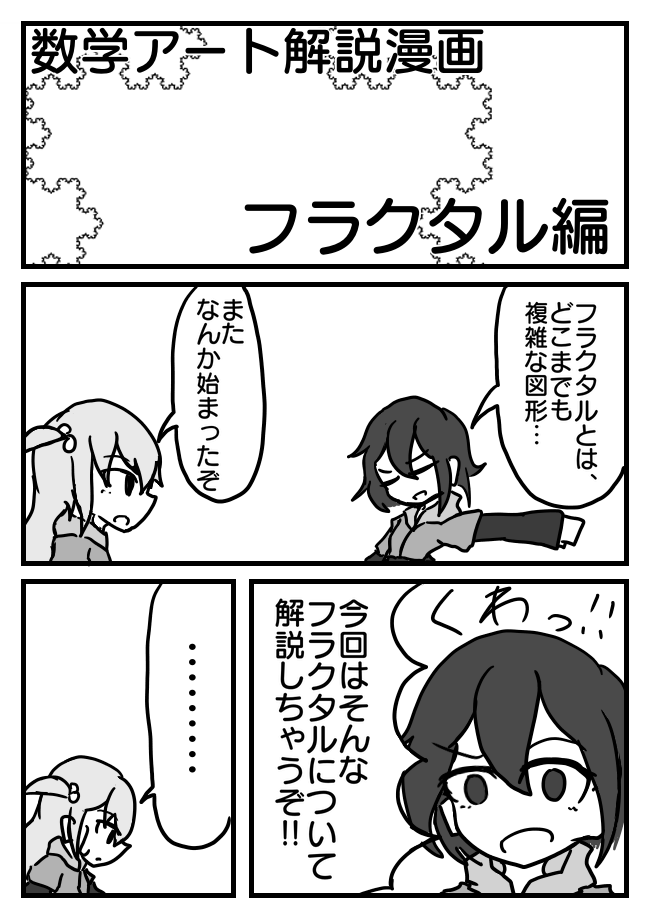 数学アート解説漫画
フラクタル編
フラクタルとは、
どこまでも
複雑な図形…
また
なんか始まったぞ
くわっ!!
今回はそんな
フラクタルについて
解説しちゃうぞ!!
………